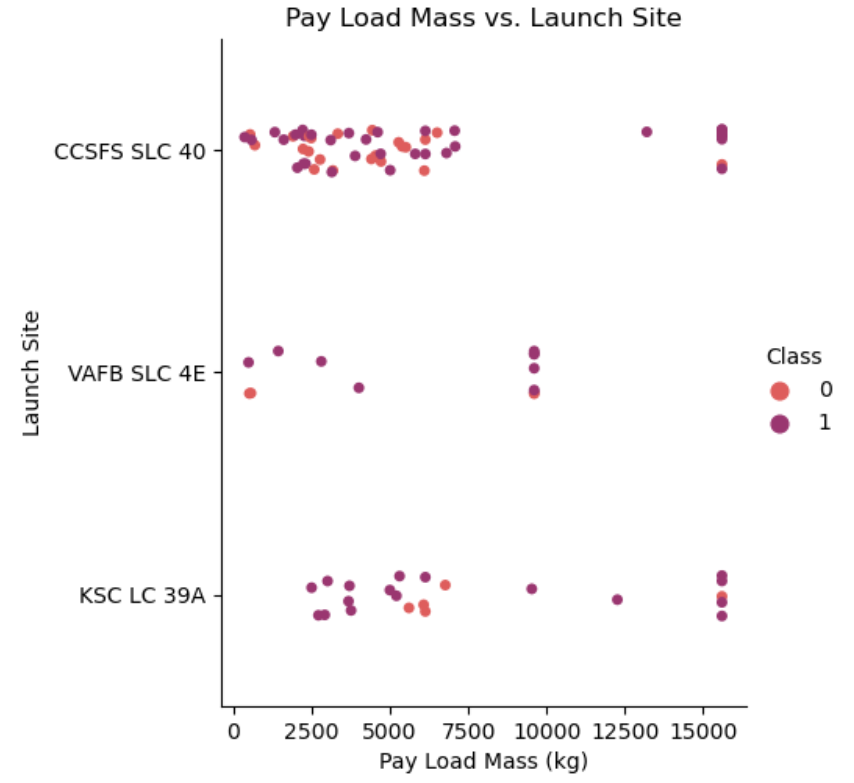 Pay Load Mass vs. Launch Site
CCSFS SLC 40
VAFB SLC 4E
KSC LC 39A
Launch Site
0 2500 5000 7500 10000 12500 15000
Pay Load Mass (kg)
Class
0
1